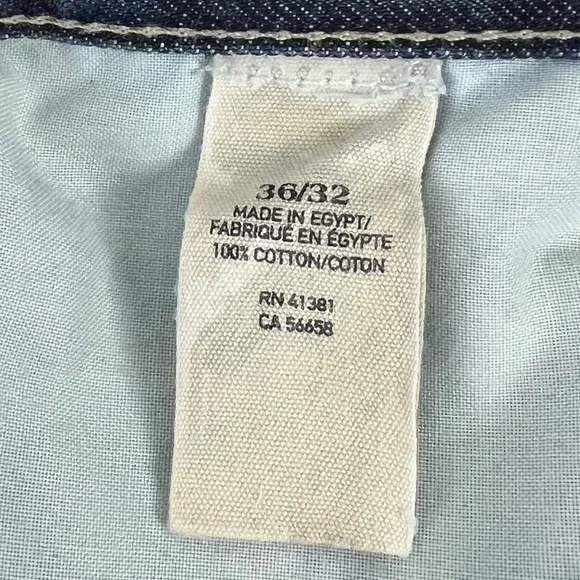 36/32
MADE IN EGYPT/
FABRIQUÉ EN ÉGYPTE
100% COTTON/COTON
RN 41381
CA 56658